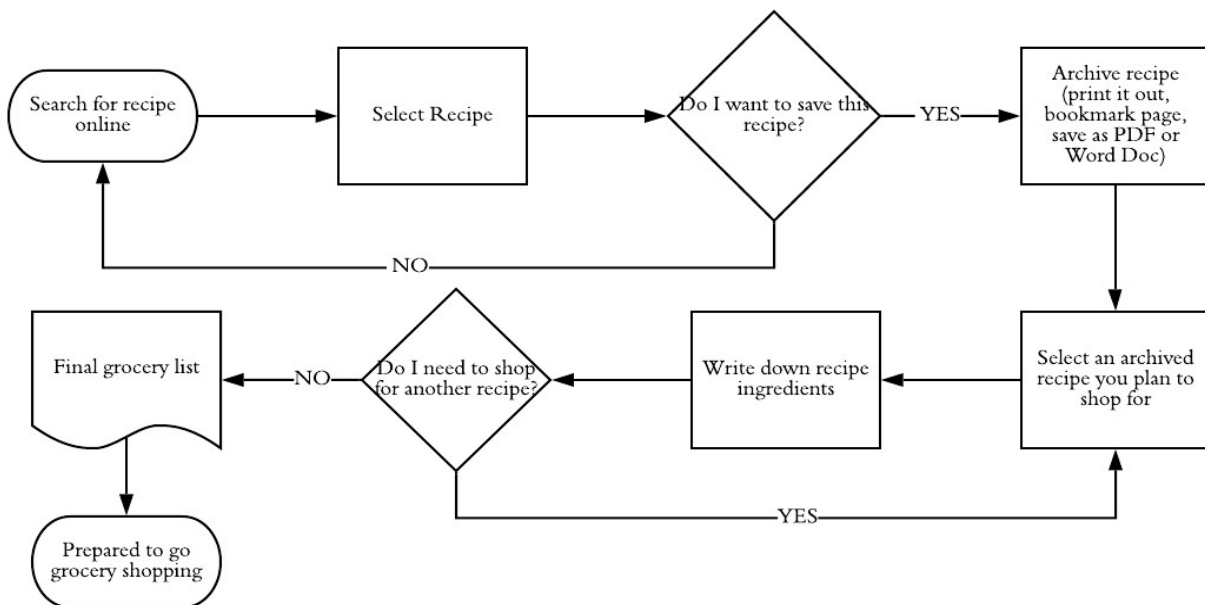 Search for recipe
online
Select Recipe
Do I want to save this
recipe?
YES
Archive recipe
(print it out,
bookmark page,
save as PDF or
Word Doc)
NO
Select an archived
recipe you plan to
shop for
Write down recipe
ingredients
Do I need to shop
for another recipe?
NO
Final grocery list
YES
Prepared to go
grocery shopping